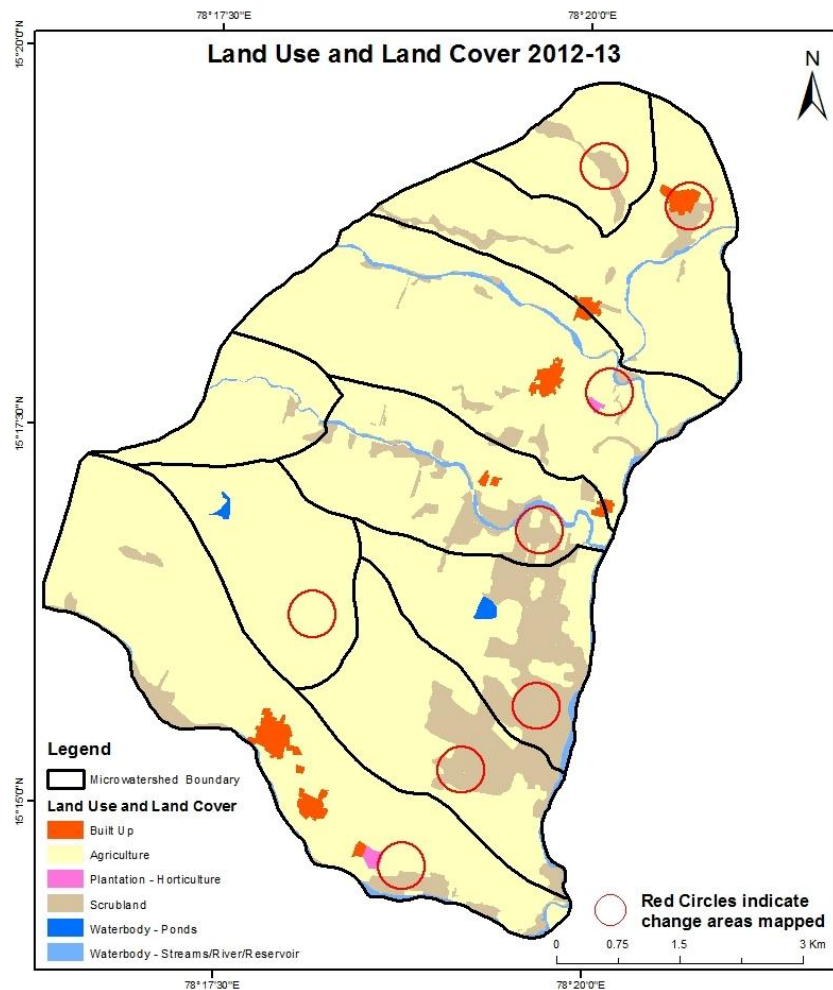 78°17'30"E 78°20'0"E
15°20'0"N
Land Use and Land Cover 2012-13
N
15°17'30"N
15°15'0"N
Legend
Microwatershed Boundary
Land Use and Land Cover
Built Up
Agriculture
Plantation - Horticulture
Scrubland
Waterbody - Ponds
Waterbody - Streams/River/Reservoir
Red Circles indicate
change areas mapped
0 0.75 1.5 3 Km
78°17'30"E 78°20'0"E